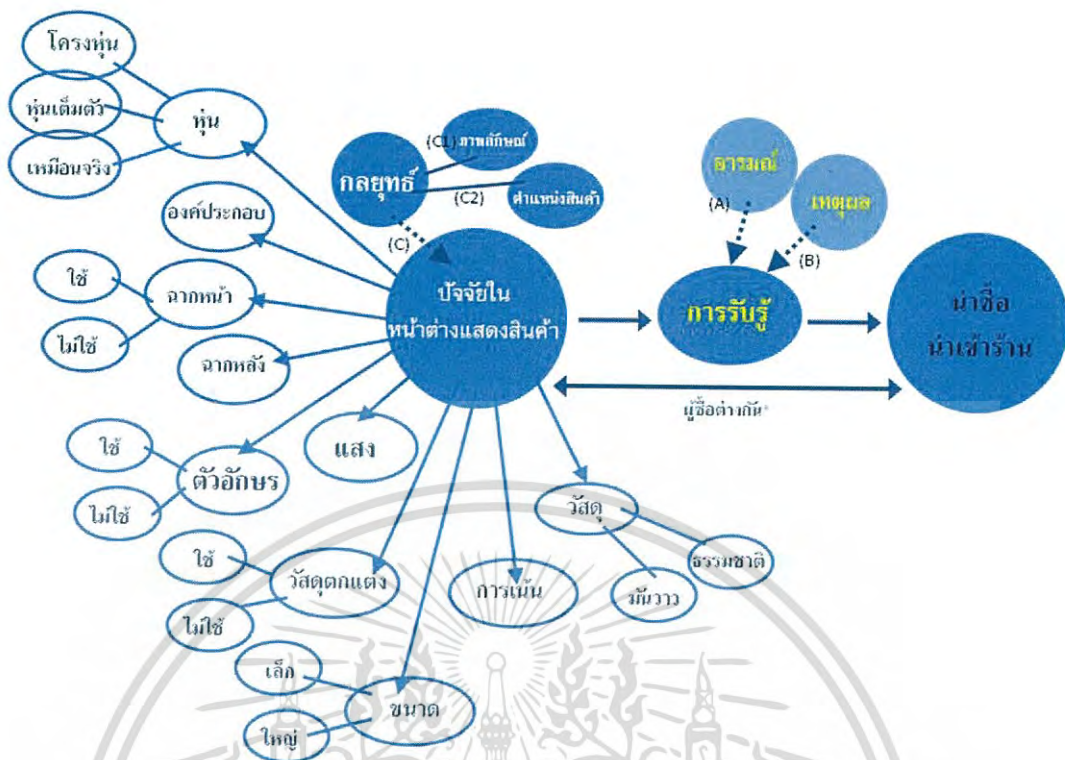 โครงหุ่น
หุ่นเต็มตัว
เหมือนจริง
หุ่น
องค์ประกอบ
ใช้
ไม่ใช้
ฉากหน้า
ฉากหลัง
ใช้
ไม่ใช้
ตัวอักษร
แสง
ใช้
ไม่ใช้
วัสดุตกแต่ง
เล็ก
ใหญ่
ขนาด
การเน้น
วัสดุ
ธรรมชาติ
มันวาว
กลยุทธ์
(C1)
ภาพลักษณ์
(C2)
ตำแหน่งสินค้า
(C)
ปัจจัยใน
หน้าต่างแสดงสินค้า
อารมณ์
(A)
เหตุผล
(B)
การรับรู้
น่าซื้อ
น่าเข้าร้าน
ผู้ซื้อต่างกัน